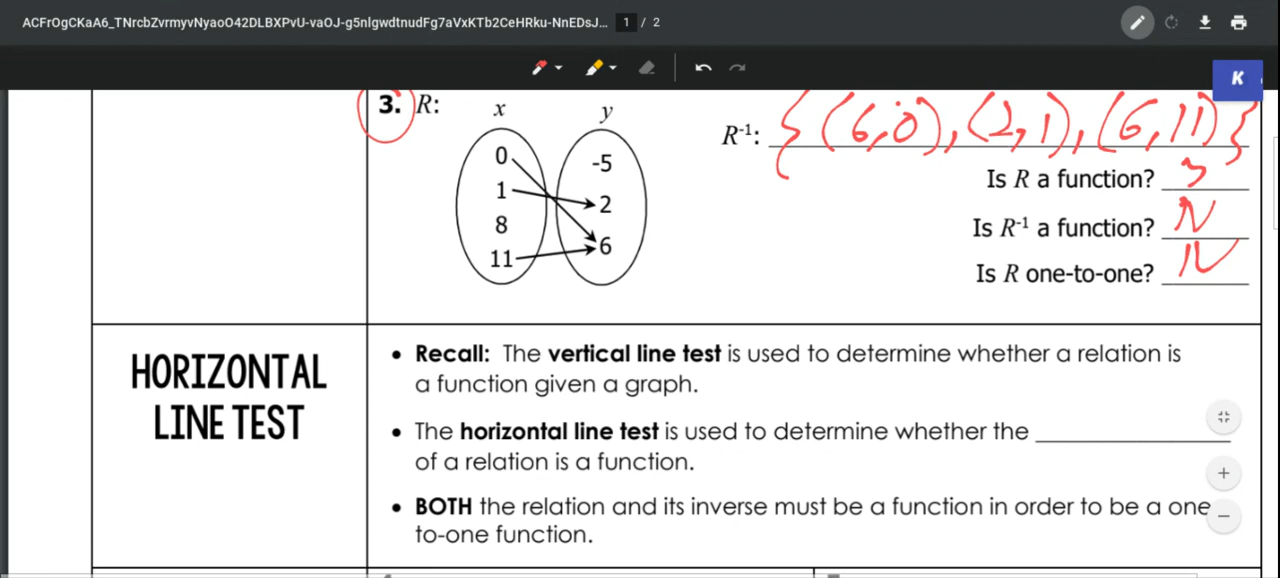 ACFrOgCKaA6_TNrcbZvrmyvNyaoO42DLBXPvU-vaOJ-g5nlgwdtnudFg7aVxKTb2CeHRku-NnEDsJ... 1 / 2
K
3. R: x y
R-1: {(6,0), (2,1), (6,11)}
0 -5
1 2
8 6
11
Is R a function? y
Is R-1 a function? N
Is R one-to-one? N
HORIZONTAL
LINE TEST
• Recall: The vertical line test is used to determine whether a relation is
a function given a graph.
• The horizontal line test is used to determine whether the ____________
of a relation is a function.
• BOTH the relation and its inverse must be a function in order to be a one
to-one function.